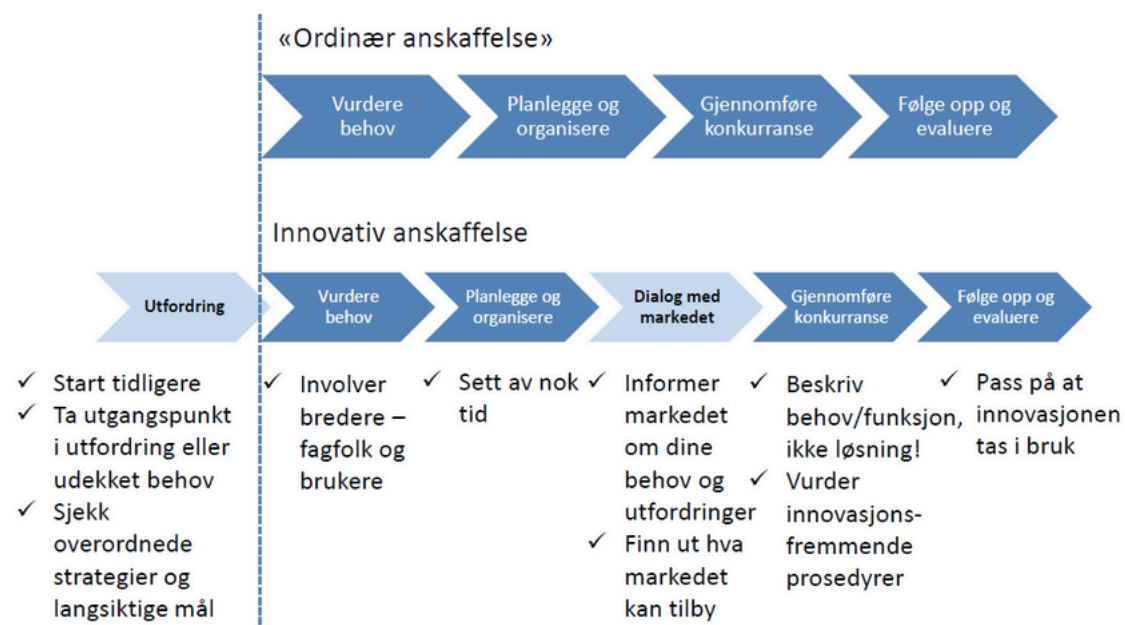 «Ordinær anskaffelse»
Vurdere
behov
Planlegge og
organisere
Gjennomføre
konkurranse
Følge opp og
evaluere
Innovativ anskaffelse
Utfordring
Vurdere
behov
Planlegge og
organisere
Dialog med
markedet
Gjennomføre
konkurranse
Følge opp og
evaluere
✓ Start tidligere
✓ Ta utgangspunkt
i utfordring eller
udekket behov
✓ Sjekk
overordnede
strategier og
langsiktige mål
✓ Involver
bredere –
fagfolk og
brukere
✓ Sett av nok
tid
✓ Informer
markedet
om dine
behov og
utfordringer
✓ Finn ut hva
markedet
kan tilby
✓ Beskriv
behov/funksjon,
ikke løsning!
✓ Vurder
innovasjons-
fremmende
prosedyrer
✓ Pass på at
innovasjonen
tas i bruk